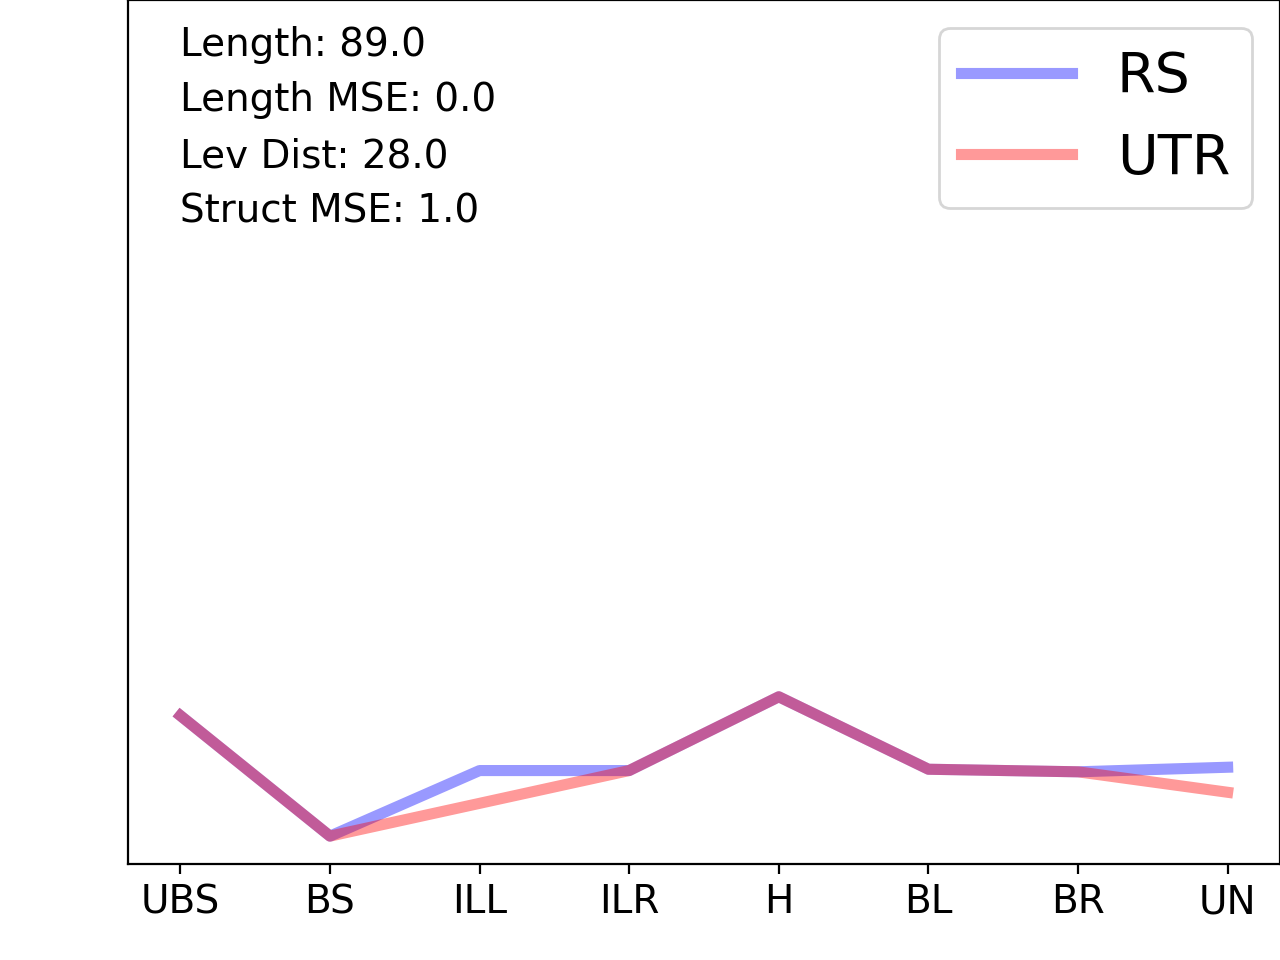 Length: 89.0
Length MSE: 0.0
Lev Dist: 28.0
Struct MSE: 1.0
RS
UTR
UBS BS ILL ILR H BL BR UN